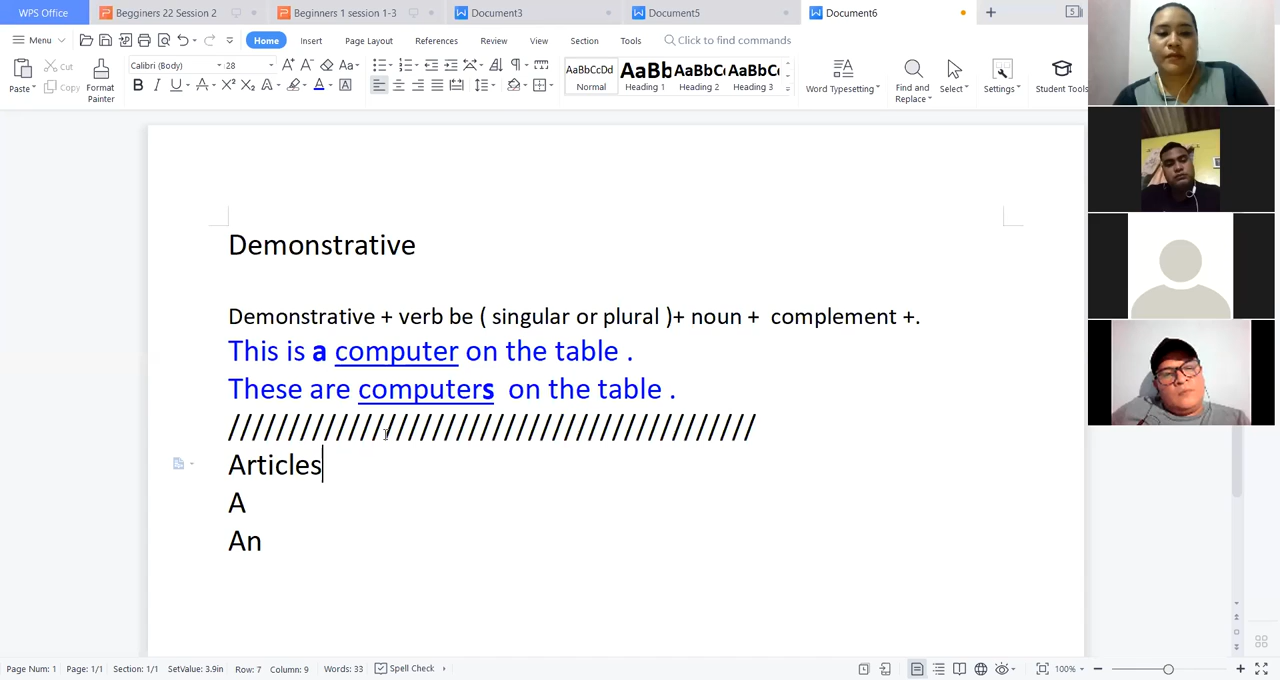 WPS Office Begginers 22 Session 2 Beginners 1 session 1-3 Document3 Document5 Document6 + 5
Menu Home Insert Page Layout References Review View Section Tools Click to find commands
Paste Cut Copy Format Painter Calibri (Body) 28 AaBbCcDd Normal AaBb Heading 1 AaBbC Heading 2 AaBbC Heading 3 Word Typesetting Find and Replace Select Settings Student Tools
Demonstrative
Demonstrative + verb be ( singular or plural )+ noun + complement +.
This is a computer on the table .
These are computers on the table .
////////////////////////////////////////////
Articles
A
An
Page Num: 1 Page: 1/1 Section: 1/1 SetValue: 3.9in Row: 7 Column: 9 Words: 33 Spell Check 100%